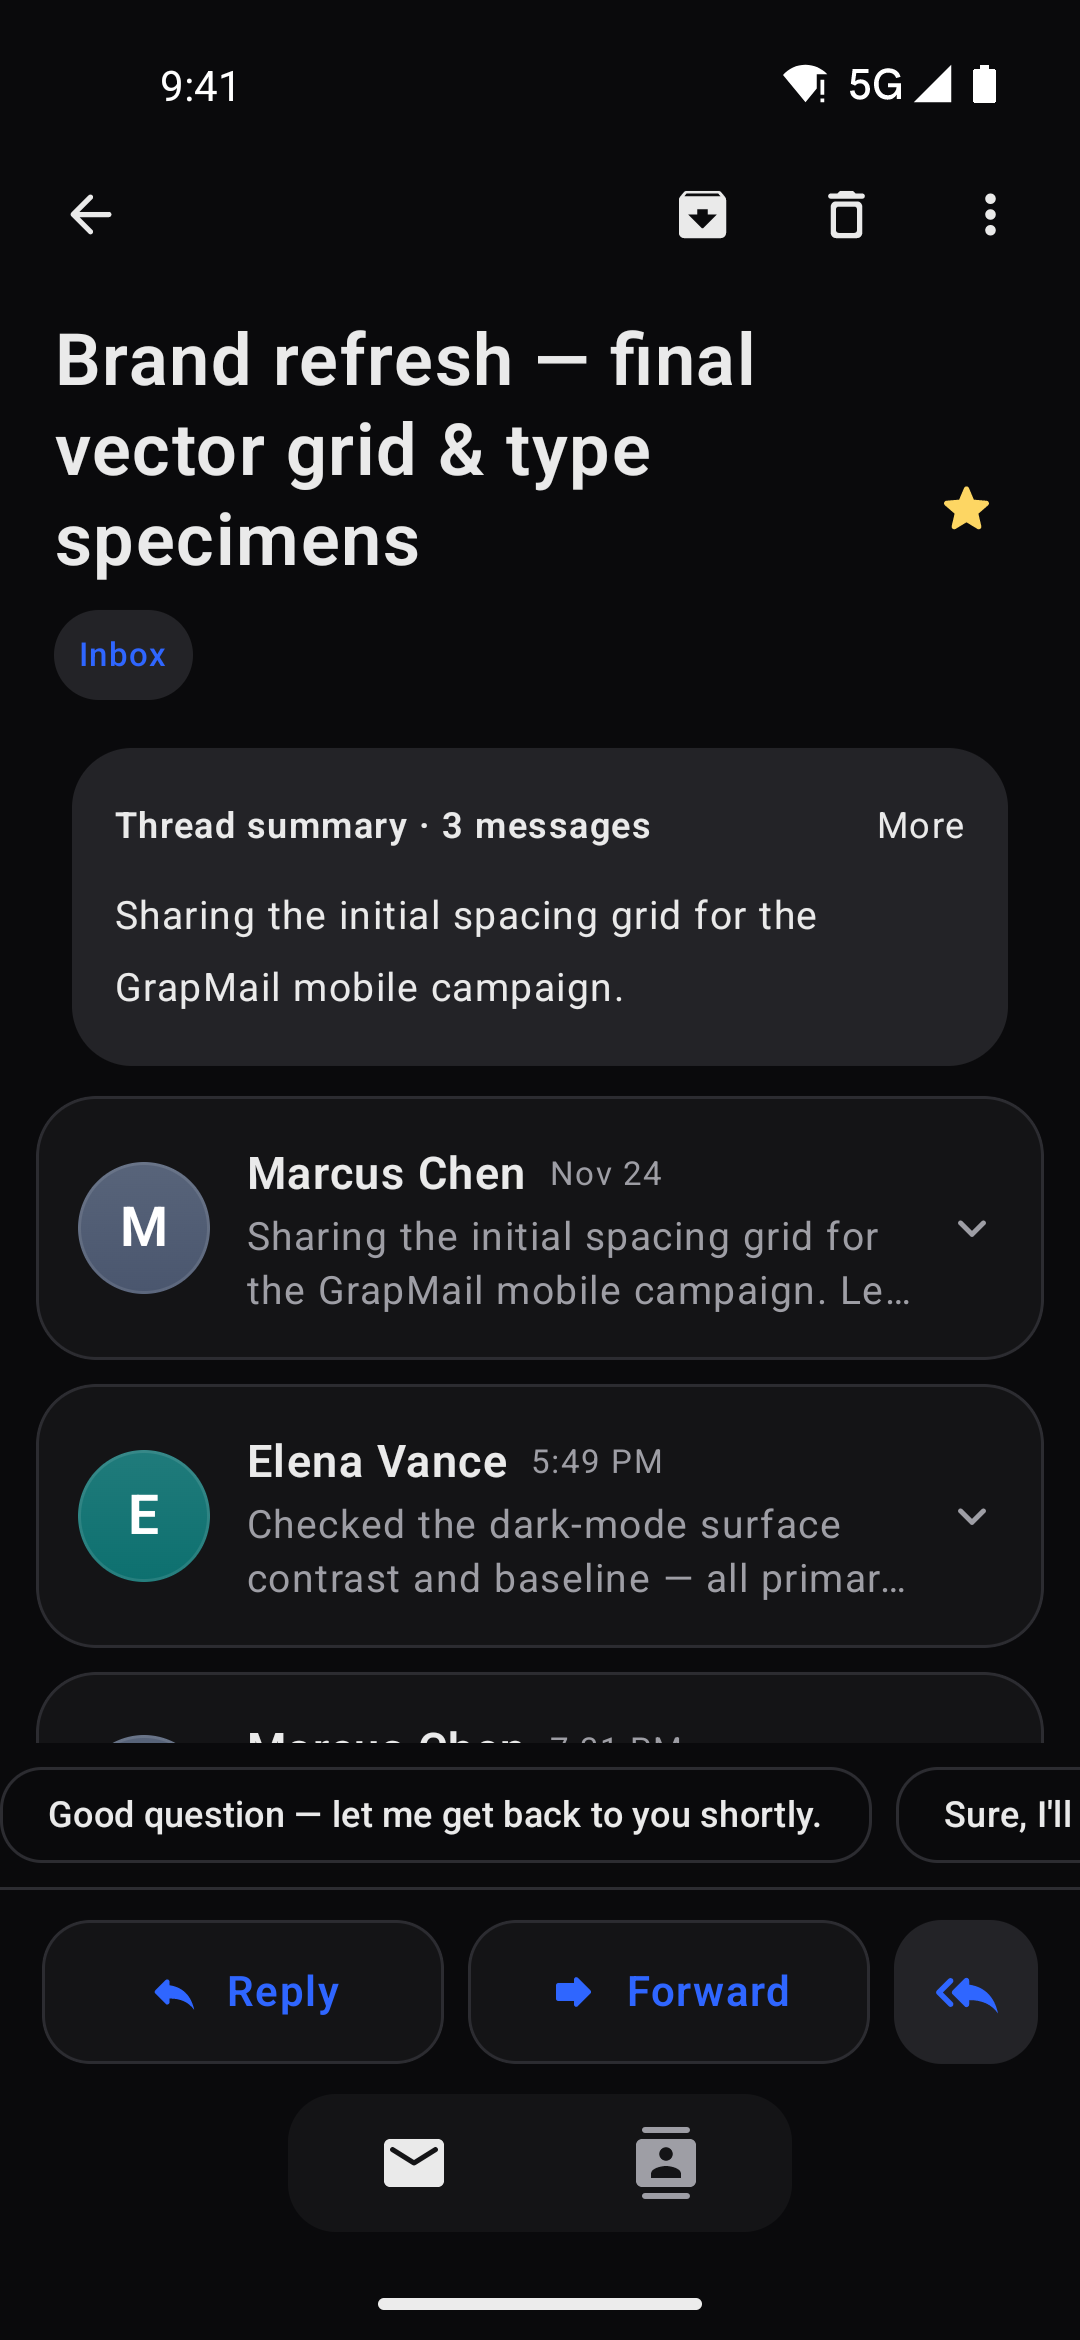 9:41
5G
Brand refresh — final
vector grid & type
specimens
Inbox
Thread summary · 3 messages
More
Sharing the initial spacing grid for the
GrapMail mobile campaign.
M
Marcus Chen Nov 24
Sharing the initial spacing grid for
the GrapMail mobile campaign. Le…
E
Elena Vance 5:49 PM
Checked the dark-mode surface
contrast and baseline — all primar…
Marcus Chen
Good question — let me get back to you shortly.
Sure, I'll
Reply
Forward